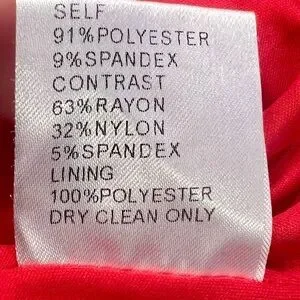 SELF
91%POLYESTER
9%SPANDEX
CONTRAST
63%RAYON
32%NYLON
5%SPANDEX
LINING
100%POLYESTER
DRY CLEAN ONLY